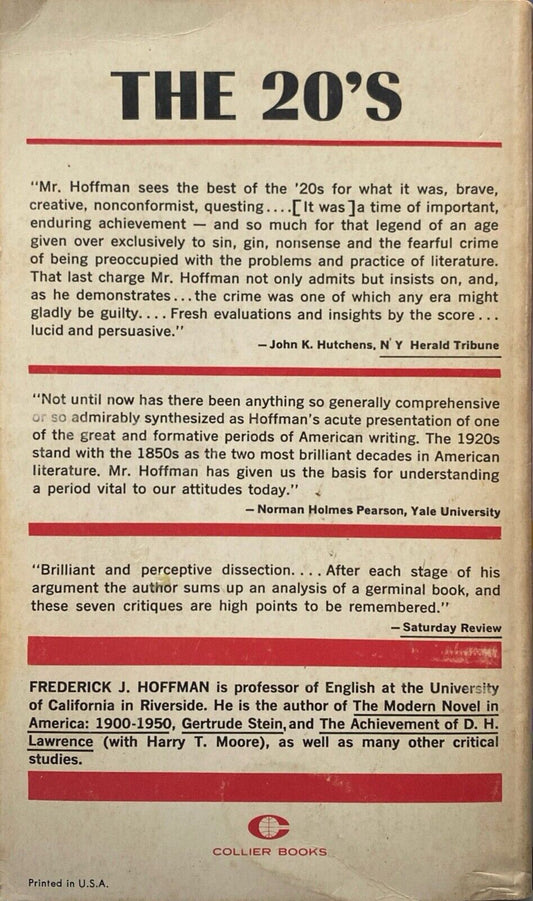 THE 20'S
“Mr. Hoffman sees the best of the '20s for what it was, brave,
creative, nonconformist, questing....[It was]a time of important,
enduring achievement — and so much for that legend of an age
given over exclusively to sin, gin, nonsense and the fearful crime
of being preoccupied with the problems and practice of literature.
That last charge Mr. Hoffman not only admits but insists on, and,
as he demonstrates...the crime was one of which any era might
gladly be guilty.... Fresh evaluations and insights by the score...
lucid and persuasive.”
—John K. Hutchens, N Y Herald Tribune
“Not until now has there been anything so generally comprehensive
or so admirably synthesized as Hoffman's acute presentation of one
of the great and formative periods of American writing. The 1920s
stand with the 1850s as the two most brilliant decades in American
literature. Mr. Hoffman has given us the basis for understanding
a period vital to our attitudes today.”
—Norman Holmes Pearson, Yale University
“Brilliant and perceptive dissection.... After each stage of his
argument the author sums up an analysis of a germinal book, and
these seven critiques are high points to be remembered.”
—Saturday Review
FREDERICK J. HOFFMAN is professor of English at the University
of California in Riverside. He is the author of The Modern Novel in
America: 1900-1950, Gertrude Stein, and The Achievement of D. H.
Lawrence (with Harry T. Moore), as well as many other critical
studies.
COLLIER BOOKS
Printed in U.S.A.